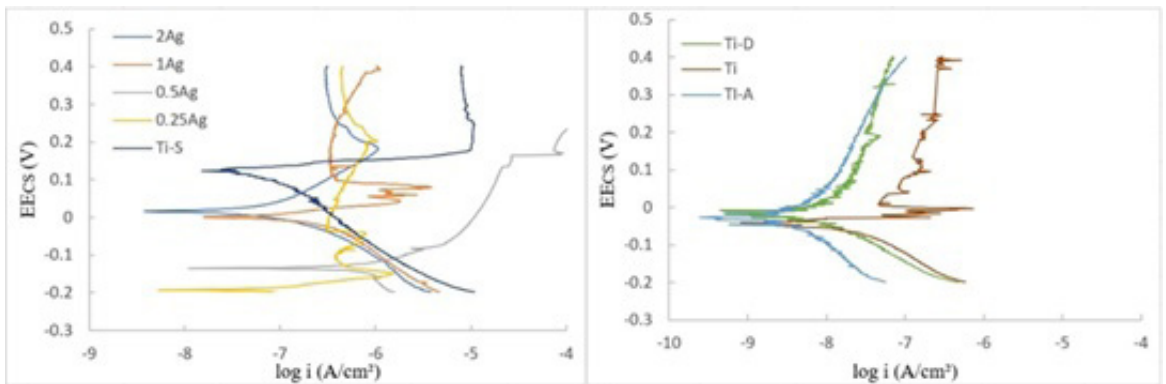 0.5
0.4
0.3
0.2
0.1
0
-0.1
-0.2
-0.3
EECS (V)
2Ag
1Ag
0.5Ag
0.25Ag
Ti-S
-9
-8
-7
-6
-5
-4
log i (A/cm²)
0.5
0.4
0.3
0.2
0.1
0
-0.1
-0.2
-0.3
EECS (V)
Ti-D
Ti
TI-A
-10
-9
-8
-7
-6
-5
-4
log i (A/cm²)